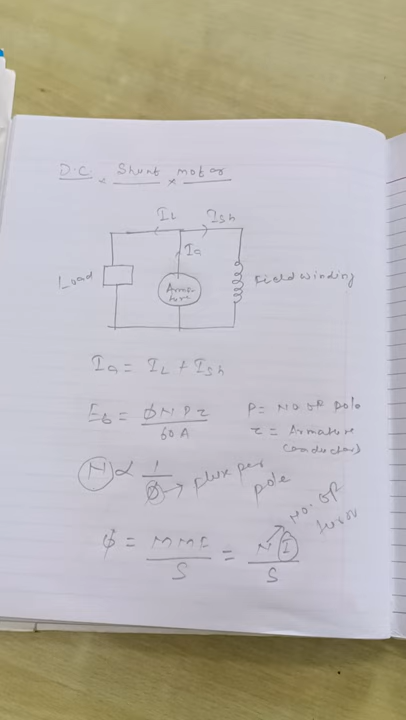 D.C. Shunt motor
IL Ish
Ia
Load
Arma-
ture
Field winding
Ia = IL + Ish
Eb = φNPz / 60A
P = No of pole
z = Armature
conductors
N ∝ 1/φ → flux per
pole
φ = MMF / S = NI / S
No. of
turns